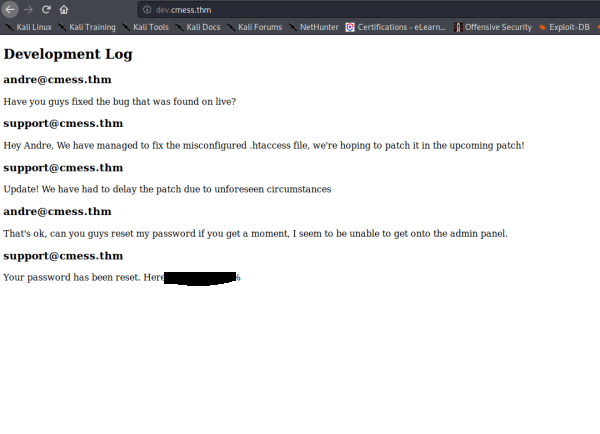 dev.cmess.thm
Kali Linux Kali Training Kali Tools Kali Docs Kali Forums NetHunter Certifications - eLearn... Offensive Security Exploit-DB
Development Log
andre@cmess.thm
Have you guys fixed the bug that was found on live?
support@cmess.thm
Hey Andre, We have managed to fix the misconfigured .htaccess file, we're hoping to patch it in the upcoming patch!
support@cmess.thm
Update! We have had to delay the patch due to unforeseen circumstances
andre@cmess.thm
That's ok, can you guys reset my password if you get a moment, I seem to be unable to get onto the admin panel.
support@cmess.thm
Your password has been reset. Here %